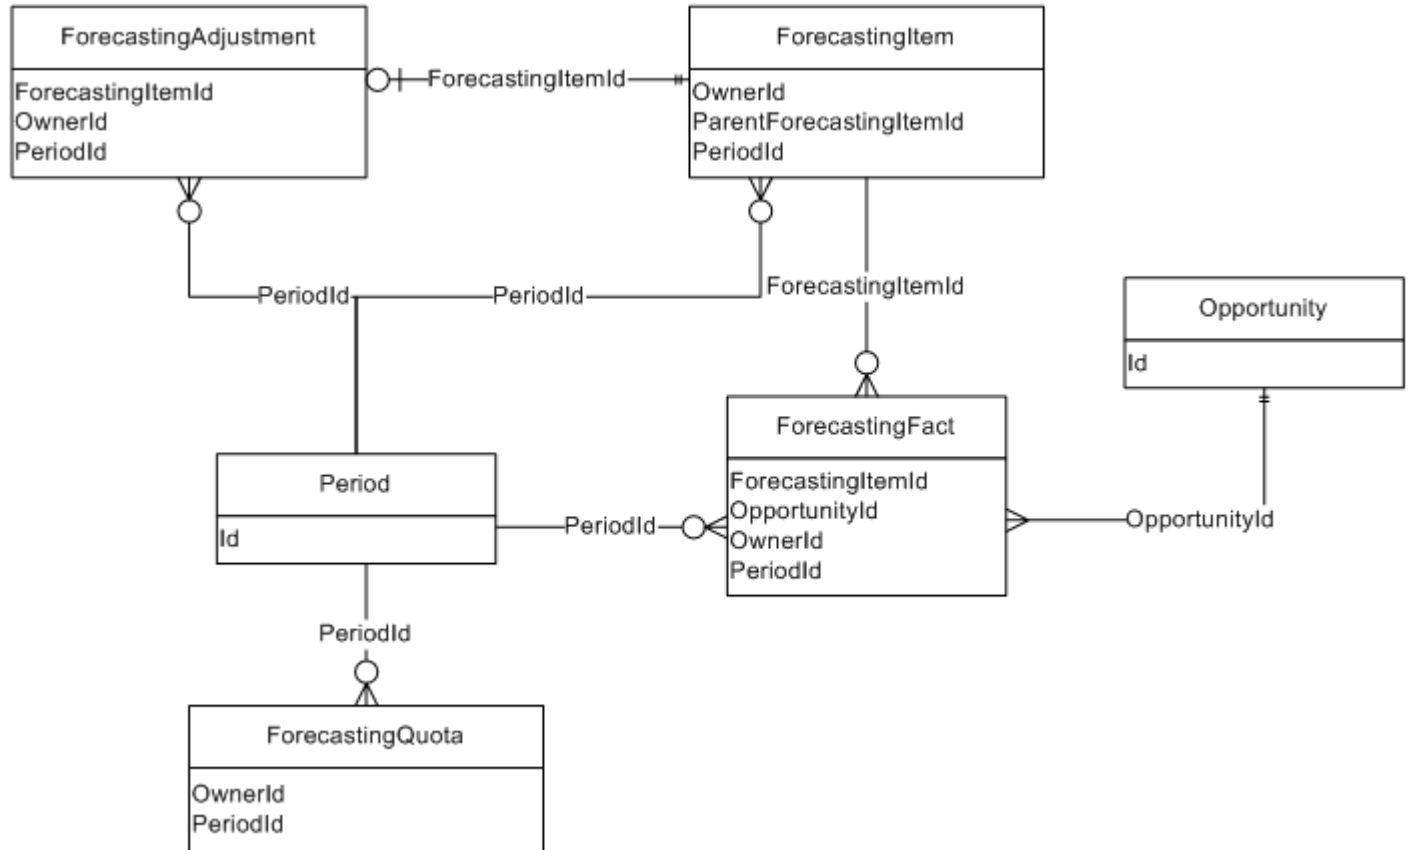 ForecastingAdjustment
ForecastingItemId
OwnerId
PeriodId
ForecastingItemId
ForecastingItem
OwnerId
ParentForecastingItemId
PeriodId
PeriodId
PeriodId
ForecastingItemId
Opportunity
Id
ForecastingFact
ForecastingItemId
OpportunityId
OwnerId
PeriodId
OpportunityId
Period
Id
PeriodId
PeriodId
ForecastingQuota
OwnerId
PeriodId